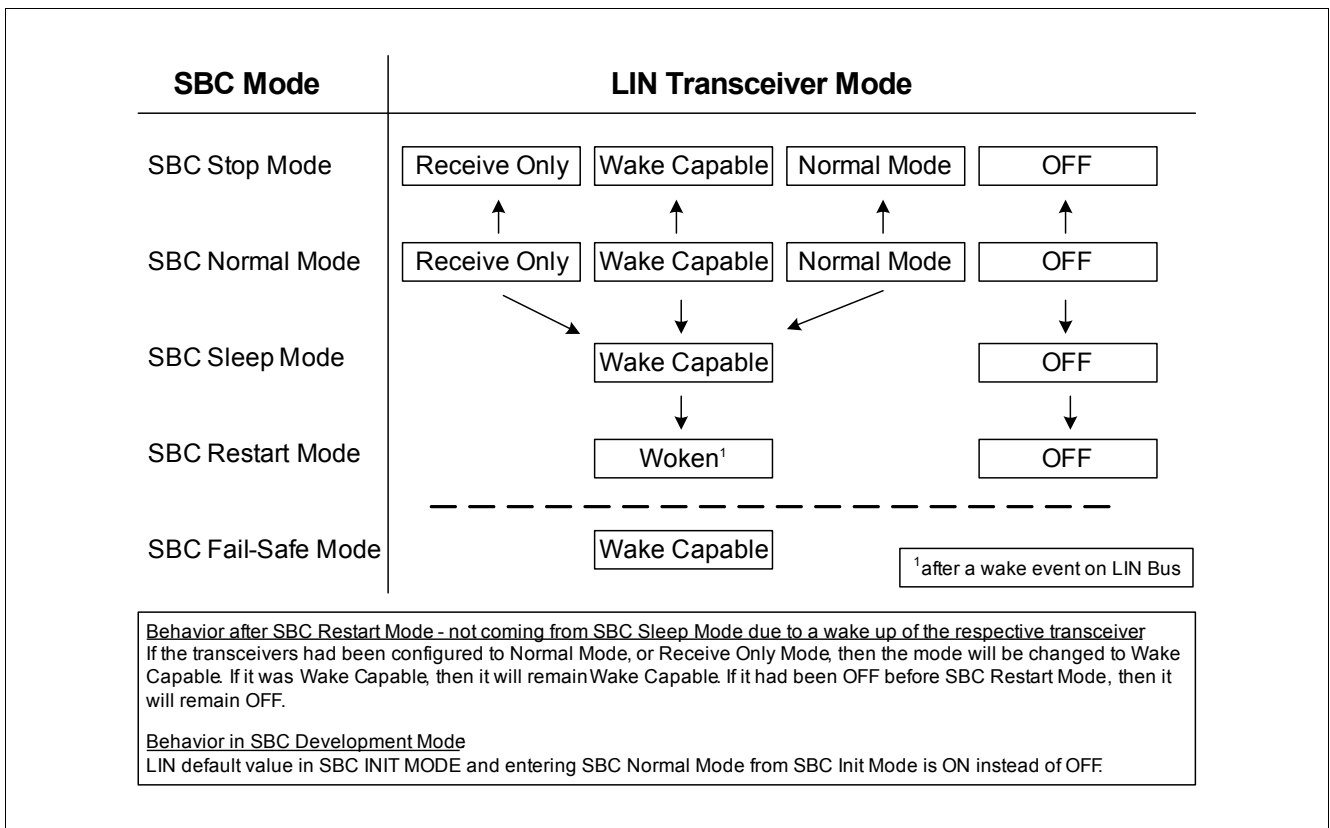 SBC Mode LIN Transceiver Mode
SBC Stop Mode Receive Only Wake Capable Normal Mode OFF
SBC Normal Mode Receive Only Wake Capable Normal Mode OFF
SBC Sleep Mode Wake Capable OFF
SBC Restart Mode Woken¹ OFF
SBC Fail-Safe Mode Wake Capable
¹after a wake event on LIN Bus
Behavior after SBC Restart Mode - not coming from SBC Sleep Mode due to a wake up of the respective transceiver
If the transceivers had been configured to Normal Mode, or Receive Only Mode, then the mode will be changed to Wake
Capable. If it was Wake Capable, then it will remain Wake Capable. If it had been OFF before SBC Restart Mode, then it
will remain OFF.
Behavior in SBC Development Mode
LIN default value in SBC INIT MODE and entering SBC Normal Mode from SBC Init Mode is ON instead of OFF.